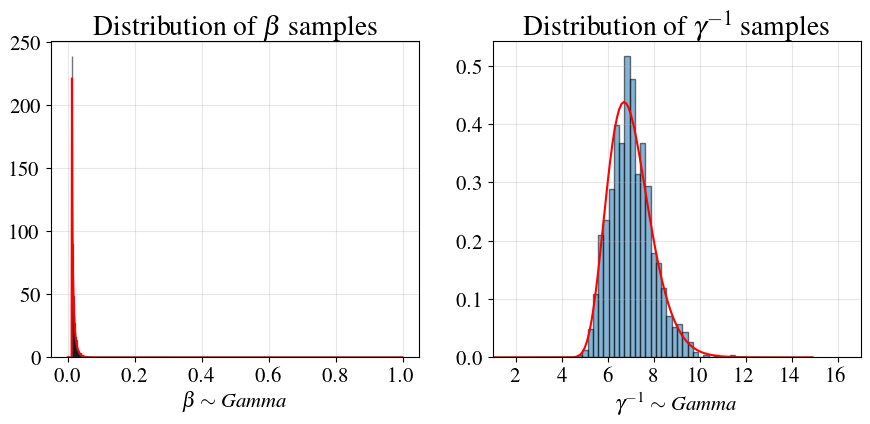 Distribution of β samples
250
200
150
100
50
0
0.0 0.2 0.4 0.6 0.8 1.0
β ~ Gamma
Distribution of γ⁻¹ samples
0.5
0.4
0.3
0.2
0.1
0.0
2 4 6 8 10 12 14 16
γ⁻¹ ~ Gamma